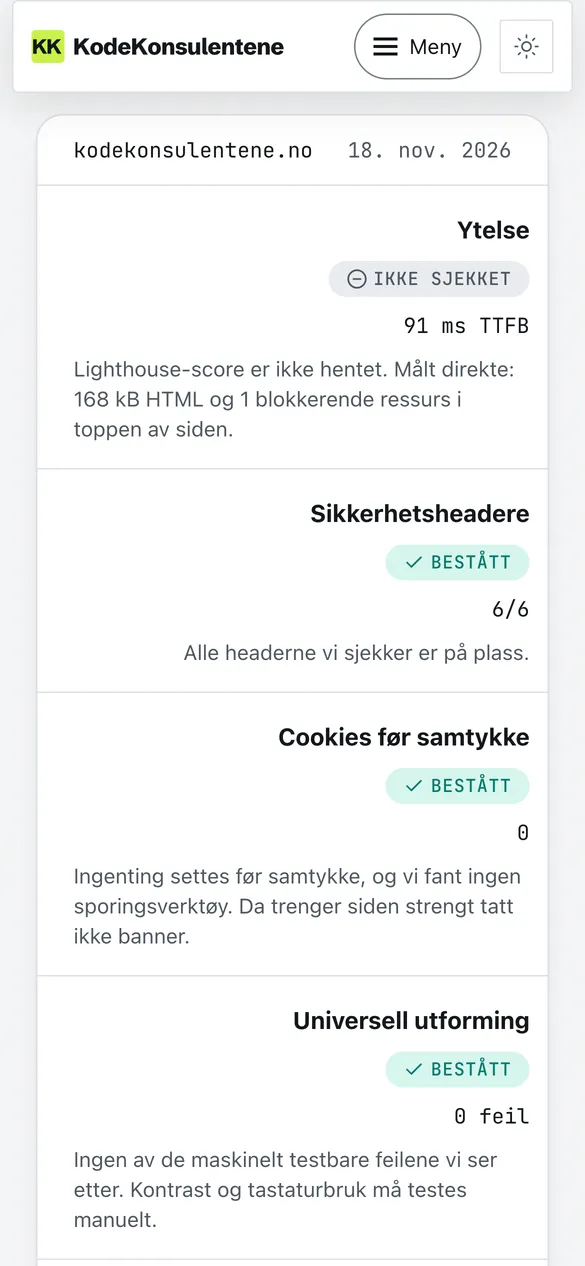 KK KodeKonsulentene
Meny
kodekonsulentene.no 18. nov. 2026
Ytelse
IKKE SJEKKET
91 ms TTFB
Lighthouse-score er ikke hentet. Målt direkte:
168 kB HTML og 1 blokkerende ressurs i
toppen av siden.
Sikkerhetsheadere
BESTÅTT
6/6
Alle headerne vi sjekker er på plass.
Cookies før samtykke
BESTÅTT
0
Ingenting settes før samtykke, og vi fant ingen
sporingsverktøy. Da trenger siden strengt tatt
ikke banner.
Universell utforming
BESTÅTT
0 feil
Ingen av de maskinelt testbare feilene vi ser
etter. Kontrast og tastaturbruk må testes
manuelt.